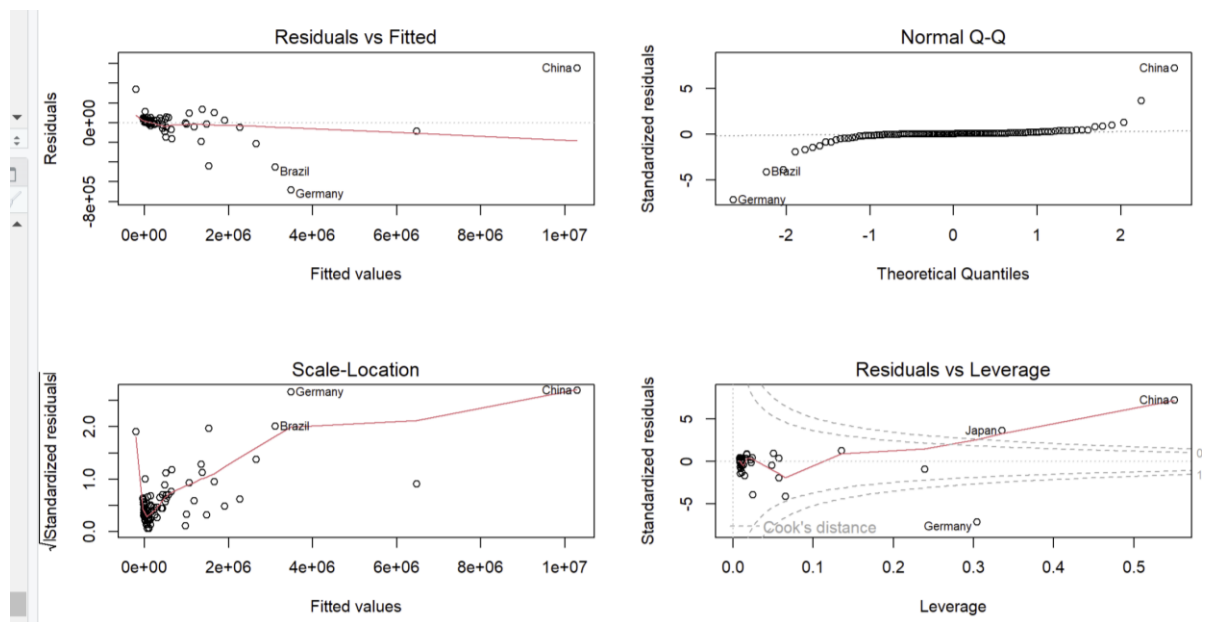 Residuals vs Fitted
Residuals
0e+00
-8e+05
China
Brazil
Germany
0e+00 2e+06 4e+06 6e+06 8e+06 1e+07
Fitted values
Normal Q-Q
Standardized residuals
5
0
-5
China
Brazil
Germany
-2 -1 0 1 2
Theoretical Quantiles
Scale-Location
√|Standardized residuals|
2.0
1.0
0.0
Germany
China
Brazil
0e+00 2e+06 4e+06 6e+06 8e+06 1e+07
Fitted values
Residuals vs Leverage
Standardized residuals
5
0
-5
China
Japan
Germany
Cook's distance
0
1
0.0 0.1 0.2 0.3 0.4 0.5
Leverage